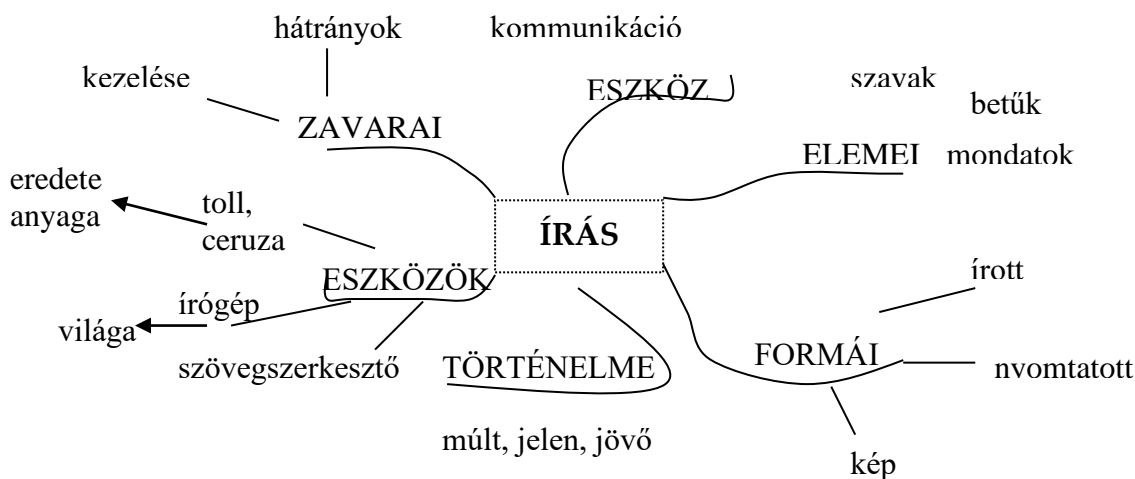 hátrányok
kommunikáció
kezelése
ESZKÖZ
szavak
betűk
ZAVARAI
ELEMEI
mondatok
eredete
anyaga
toll,
ceruza
ÍRÁS
ESZKÖZÖK
írott
írógép
világa
szövegszerkesztő
TÖRTÉNELME
FORMÁI
nyomtatott
múlt, jelen, jövő
kép